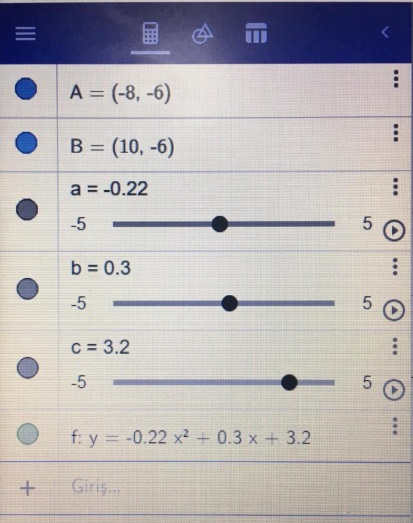 A = (-8, -6)
B = (10, -6)
a = -0.22
-5 5
b = 0.3
-5 5
c = 3.2
-5 5
f: y = -0.22 x² + 0.3 x + 3.2
+ Giriş...